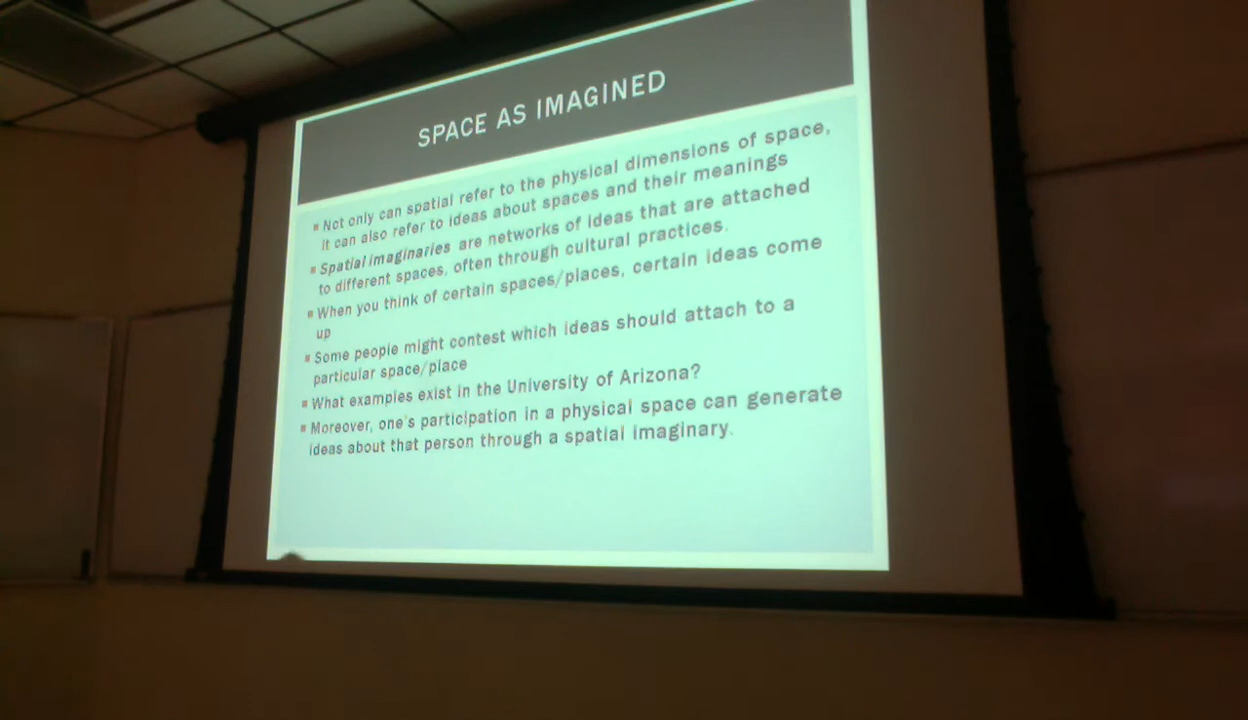 SPACE AS IMAGINED
▪ Not only can spatial refer to the physical dimensions of space,
it can also refer to ideas about spaces and their meanings
▪ Spatial imaginaries are networks of ideas that are attached
to different spaces, often through cultural practices.
▪ When you think of certain spaces/places, certain ideas come
up
▪ Some people might contest which ideas should attach to a
particular space/place
▪ What examples exist in the University of Arizona?
▪ Moreover, one's participation in a physical space can generate
ideas about that person through a spatial imaginary.